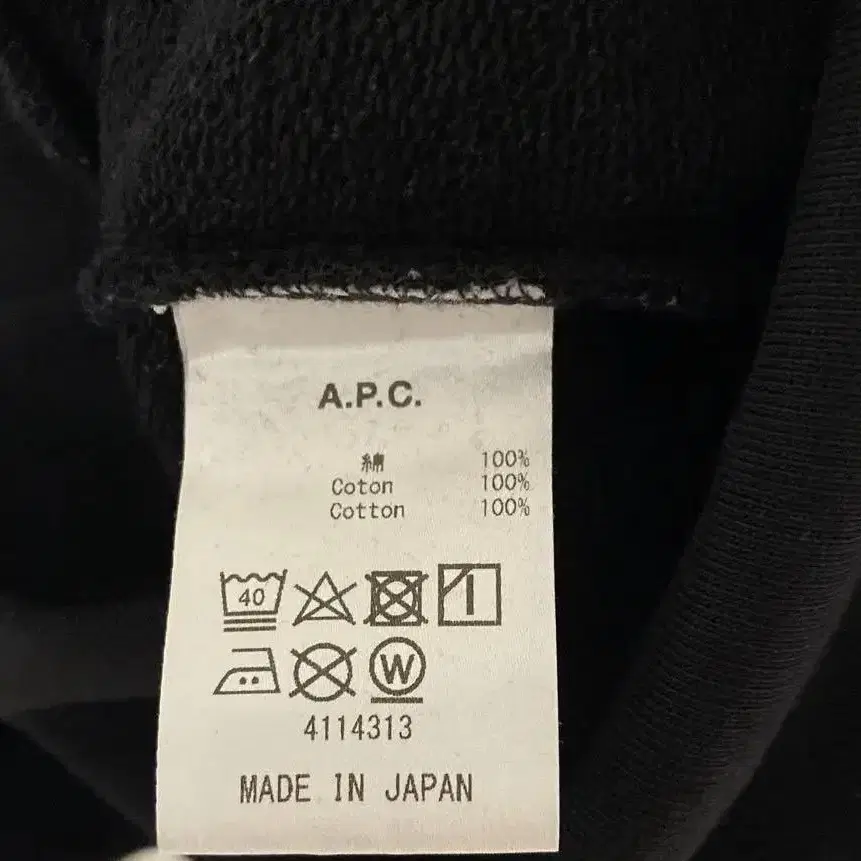 A.P.C.
綿 100%
Coton 100%
Cotton 100%
40
W
4114313
MADE IN JAPAN